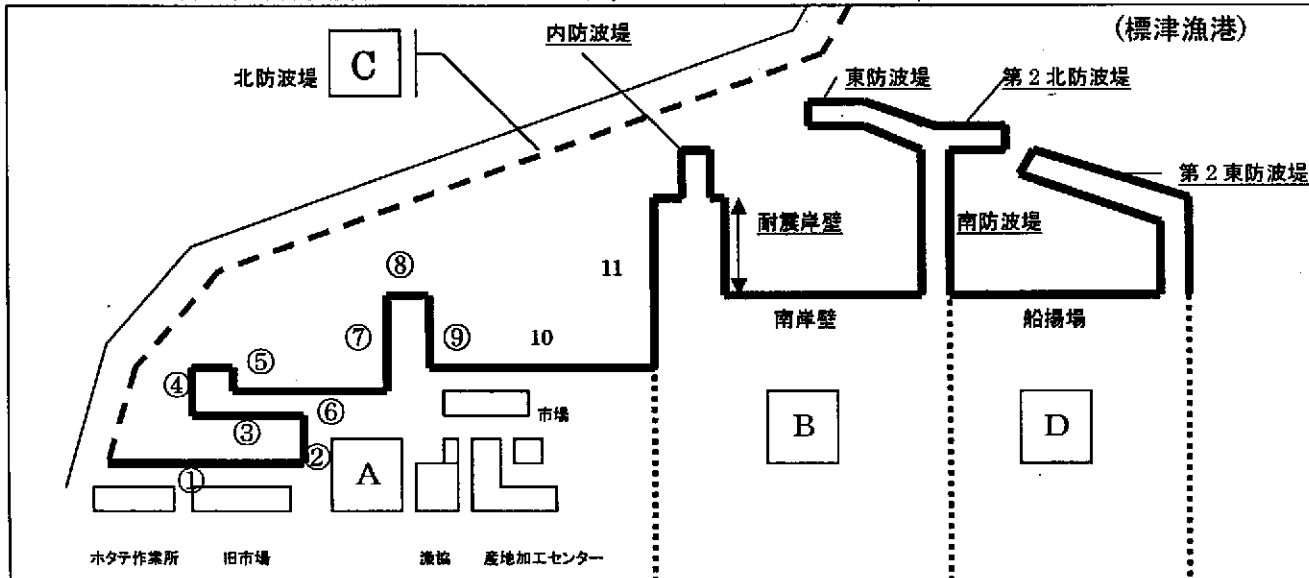 (標津漁港)
内防波堤
北防波堤
C
東防波堤
第2北防波堤
第2東防波堤
耐震岸壁
南防波堤
⑧
11
⑦
⑨
10
南岸壁
船揚場
⑤
④
⑥
③
市場
②
①
A
B
D
ホタテ作業所
旧市場
漁協
産地加工センター